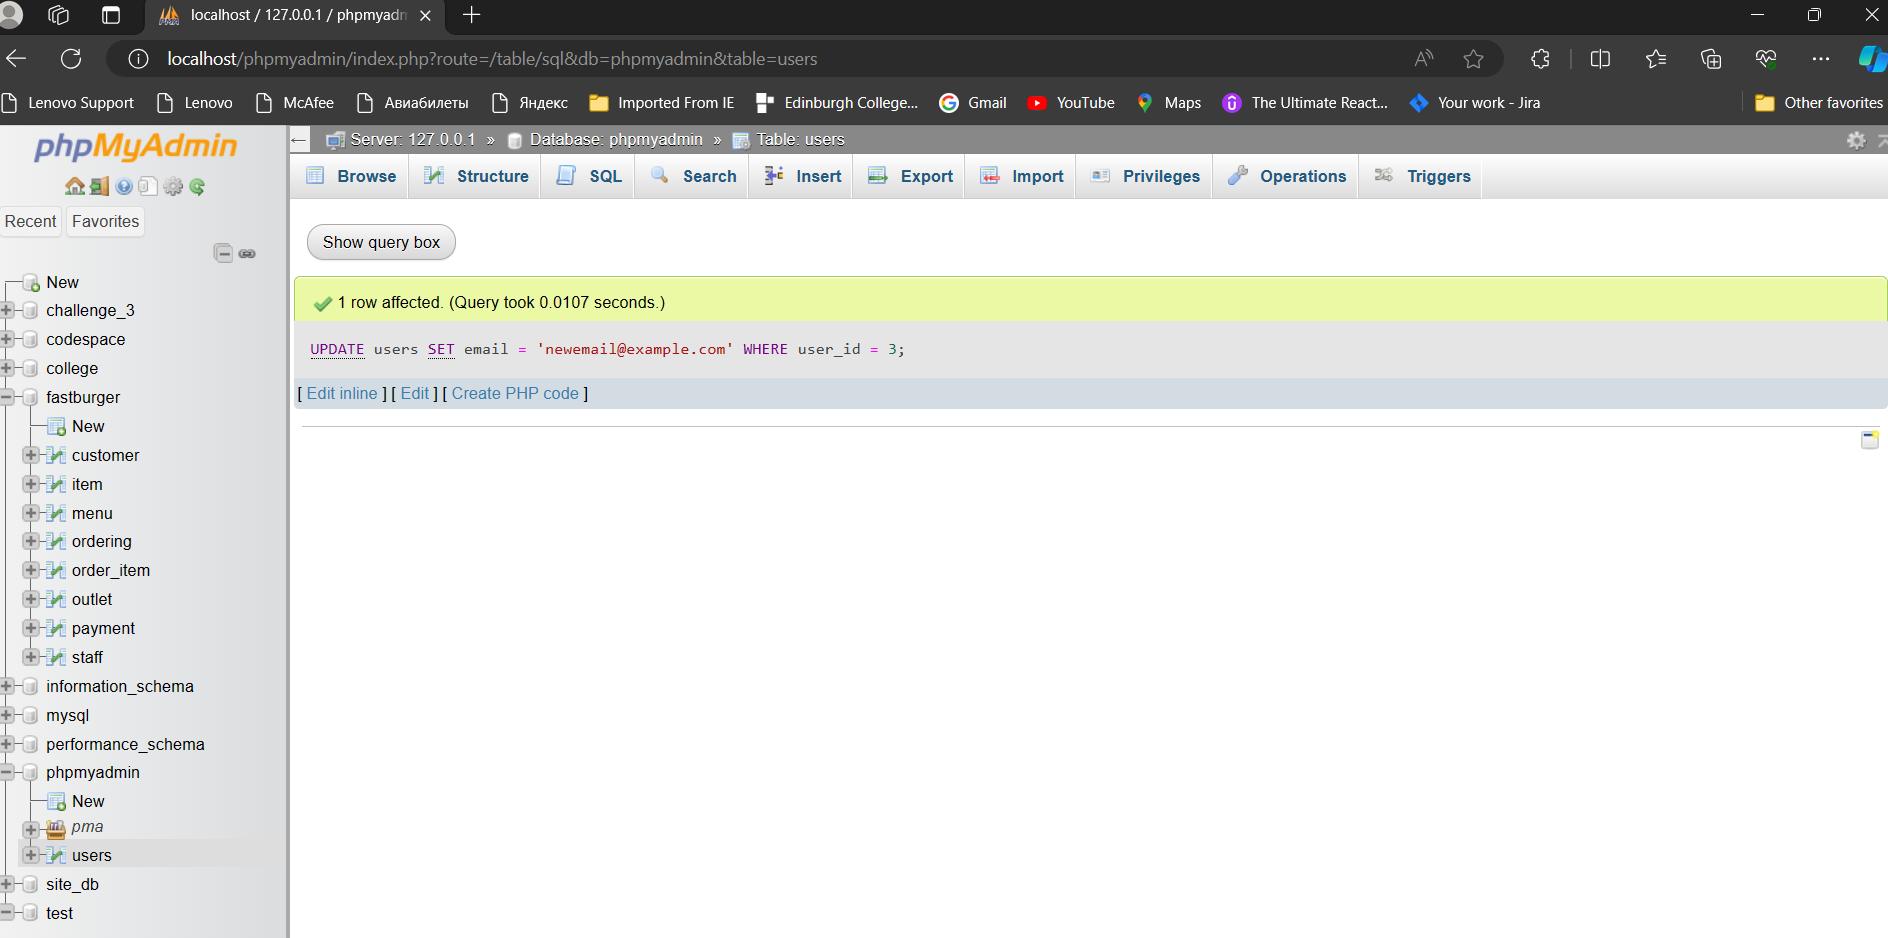 localhost / 127.0.0.1 / phpmyadn
localhost/phpmyadmin/index.php?route=/table/sql&db=phpmyadmin&table=users
Lenovo Support Lenovo McAfee Авиабилеты Яндекс Imported From IE Edinburgh College... Gmail YouTube Maps The Ultimate React... Your work - Jira Other favorites
phpMyAdmin
Server: 127.0.0.1 » Database: phpmyadmin » Table: users
Browse Structure SQL Search Insert Export Import Privileges Operations Triggers
Recent Favorites
New
challenge_3
codespace
college
fastburger
New
customer
item
menu
ordering
order_item
outlet
payment
staff
information_schema
mysql
performance_schema
phpmyadmin
New
pma
users
site_db
test
Show query box
1 row affected. (Query took 0.0107 seconds.)
UPDATE users SET email = 'newemail@example.com' WHERE user_id = 3;
[ Edit inline ] [ Edit ] [ Create PHP code ]